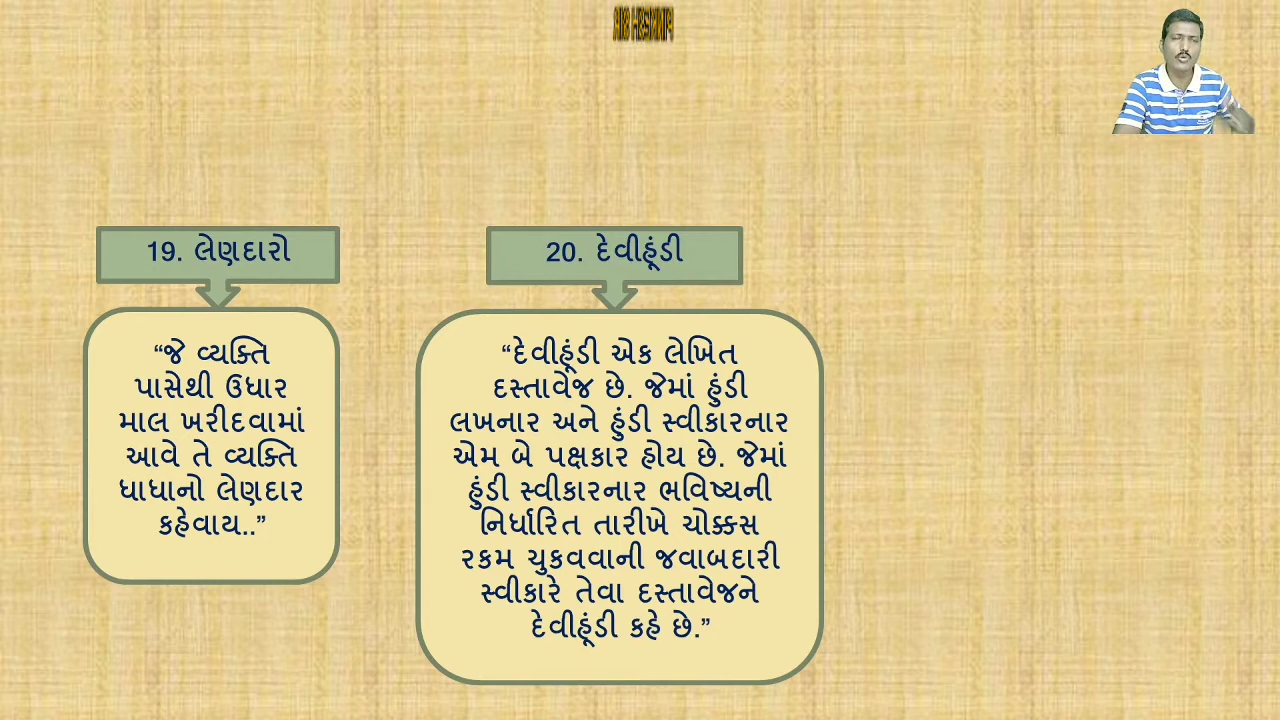 19. લેણદારો
“જે વ્યક્તિ
પાસેથી ઉધાર
માલ ખરીદવામાં
આવે તે વ્યક્તિ
ધાધાનો લેણદાર
કહેવાય..”
20. દેવીહૂંડી
“દેવીહૂંડી એક લેખિત
દસ્તાવેજ છે. જેમાં હુંડી
લખનાર અને હુંડી સ્વીકારનાર
એમ બે પક્ષકાર હોય છે. જેમાં
હુંડી સ્વીકારનાર ભવિષ્યની
નિર્ધારિત તારીખે ચોક્કસ
રકમ ચુકવવાની જવાબદારી
સ્વીકારે તેવા દસ્તાવેજને
દેવીહૂંડી કહે છે.”